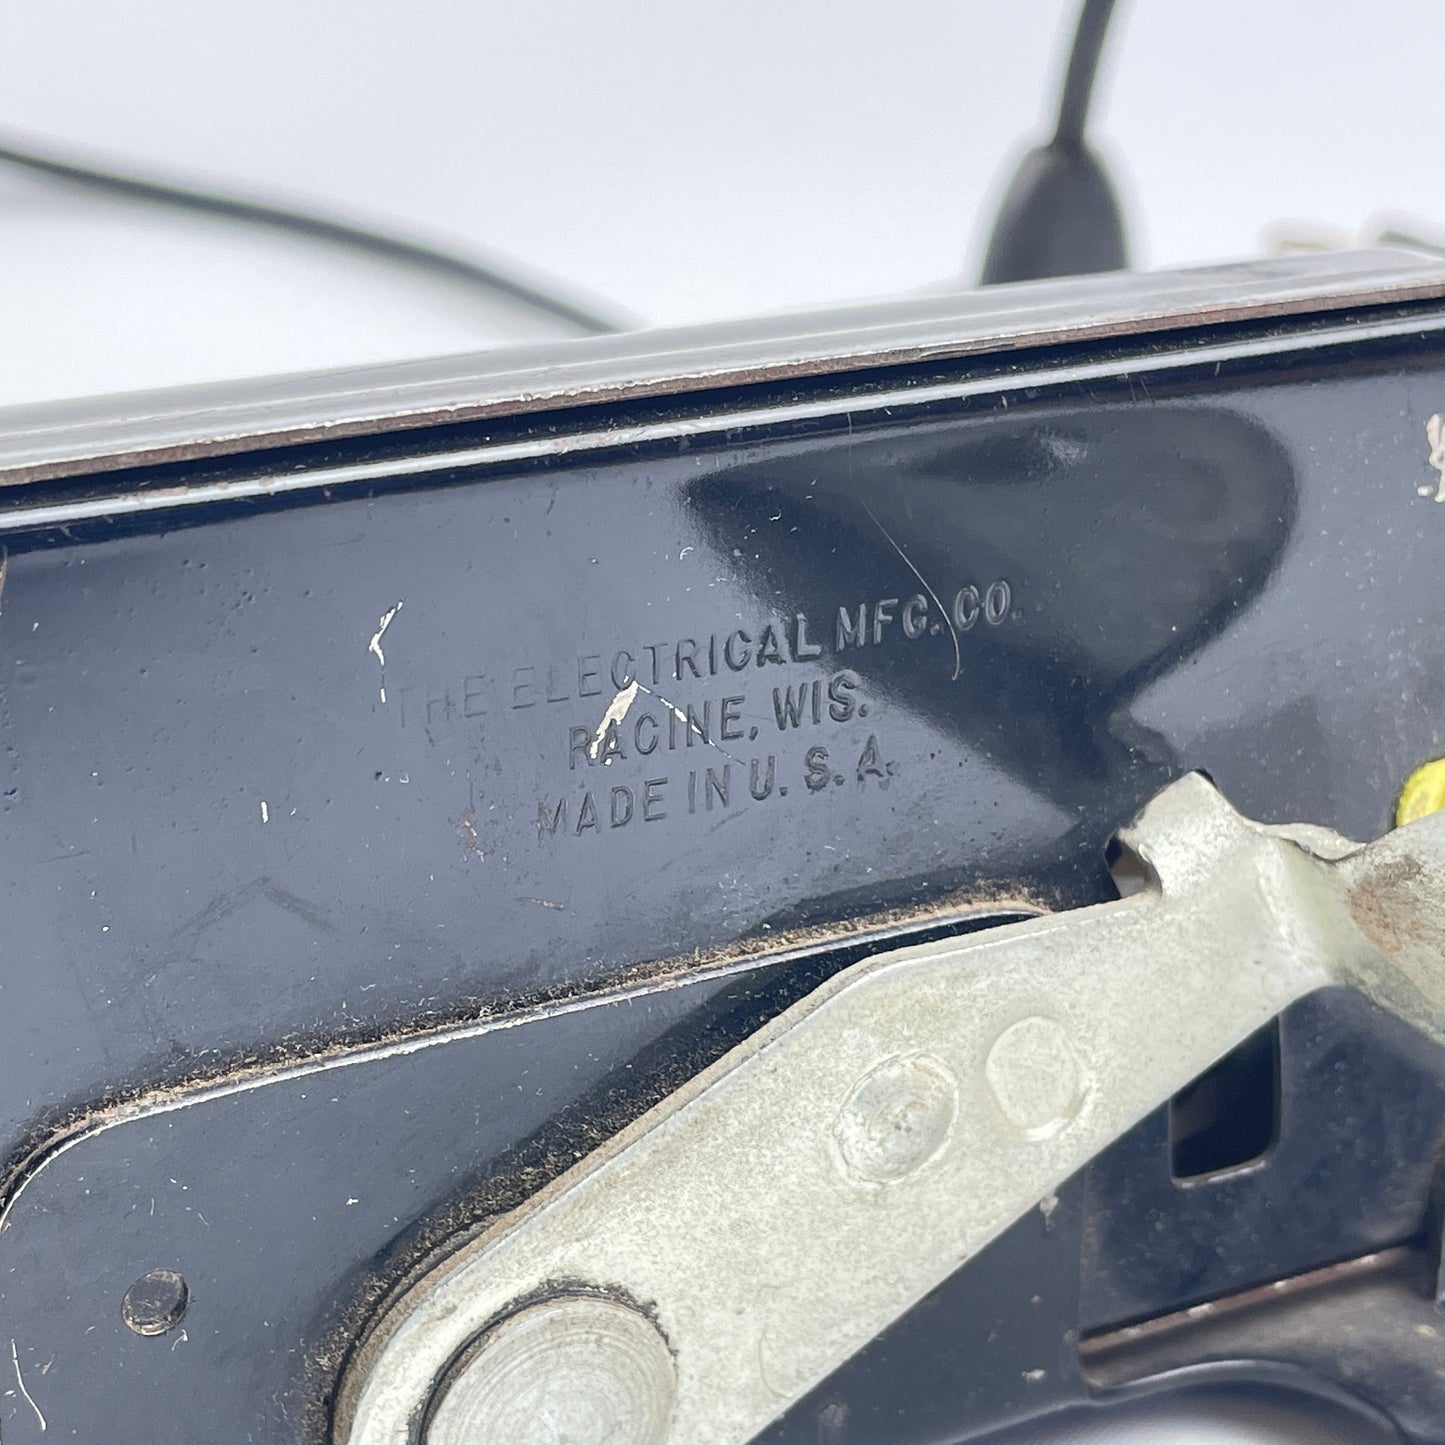 THE ELECTRICAL MFG. CO.
RACINE, WIS.
MADE IN U. S. A.